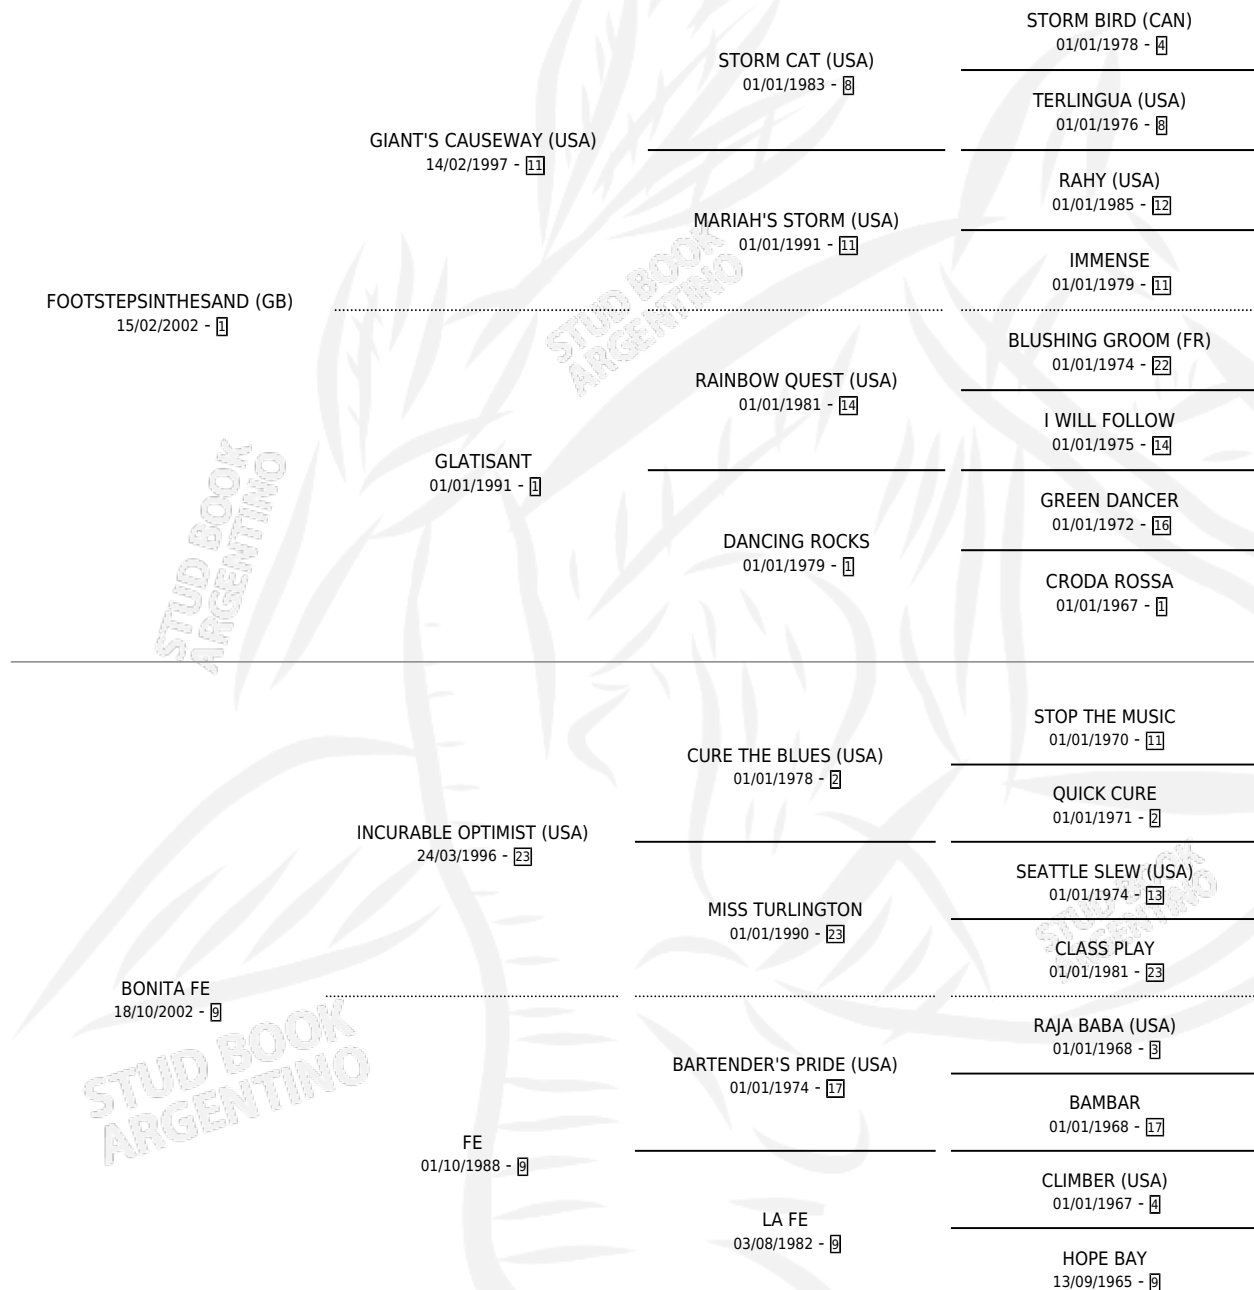 STORM BIRD (CAN)
01/01/1978 - 4
STORM CAT (USA)
01/01/1983 - 8
TERLINGUA (USA)
01/01/1976 - 8
GIANT'S CAUSEWAY (USA)
14/02/1997 - 11
RAHY (USA)
01/01/1985 - 12
MARIAH'S STORM (USA)
01/01/1991 - 11
IMMENSE
01/01/1979 - 11
FOOTSTEPSINTHESAND (GB)
15/02/2002 - 1
BLUSHING GROOM (FR)
01/01/1974 - 22
RAINBOW QUEST (USA)
01/01/1981 - 14
I WILL FOLLOW
01/01/1975 - 14
GLATISANT
01/01/1991 - 1
GREEN DANCER
01/01/1972 - 16
DANCING ROCKS
01/01/1979 - 1
CRODA ROSSA
01/01/1967 - 1
STOP THE MUSIC
01/01/1970 - 11
CURE THE BLUES (USA)
01/01/1978 - 2
QUICK CURE
01/01/1971 - 2
INCURABLE OPTIMIST (USA)
24/03/1996 - 23
SEATTLE SLEW (USA)
01/01/1974 - 13
MISS TURLINGTON
01/01/1990 - 23
CLASS PLAY
01/01/1981 - 23
BONITA FE
18/10/2002 - 9
RAJA BABA (USA)
01/01/1968 - 3
BARTENDER'S PRIDE (USA)
01/01/1974 - 17
BAMBAR
01/01/1968 - 17
FE
01/10/1988 - 9
CLIMBER (USA)
01/01/1967 - 4
LA FE
03/08/1982 - 9
HOPE BAY
13/09/1965 - 9
STUD BOOK
ARGENTINO
STUD BOOK
ARGENTINO
STUD BOOK
ARGENTINO
STUD BOOK
ARGENTINO